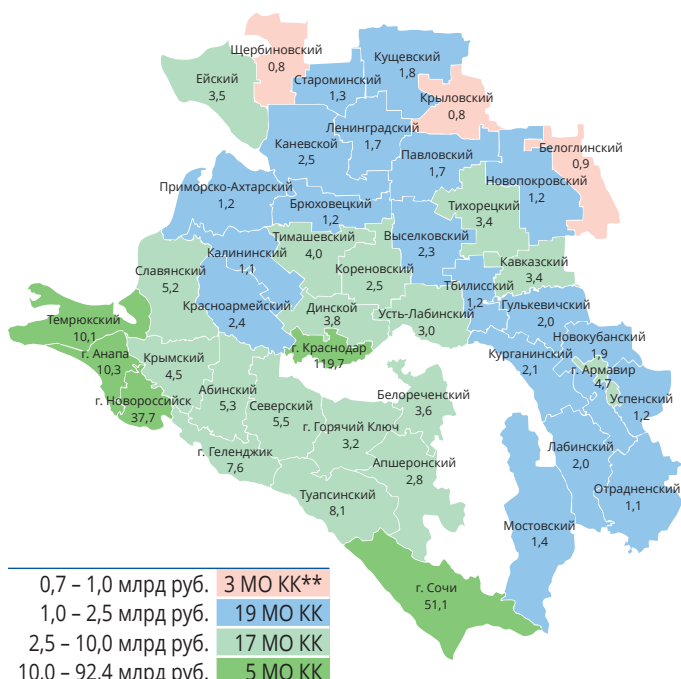 Щербиновский
0,8
Ейский
3,5
Староминский
1,3
Кущевский
1,8
Крыловский
0,8
Ленинградский
1,7
Каневской
2,5
Павловский
1,7
Белоглинский
0,9
Новопокровский
1,2
Приморско-Ахтарский
1,2
Брюховецкий
1,2
Тихорецкий
3,4
Тимашевский
4,0
Выселковский
2,3
Калининский
1,1
Кореновский
2,5
Кавказский
3,4
Славянский
5,2
Тбилисский
1,2
Красноармейский
2,4
Динской
3,8
Усть-Лабинский
3,0
Гулькевичский
2,0
Темрюкский
10,1
г. Краснодар
119,7
Новокубанский
1,9
г. Анапа
10,3
Крымский
4,5
Курганинский
2,1
г. Армавир
4,7
г. Новороссийск
37,7
Абинский
5,3
Северский
5,5
Белореченский
3,6
Успенский
1,2
г. Горячий Ключ
3,2
г. Геленджик
7,6
Апшеронский
2,8
Лабинский
2,0
Туапсинский
8,1
Отрадненский
1,1
Мостовский
1,4
г. Сочи
51,1
0,7 – 1,0 млрд руб. 3 МО КК**
1,0 – 2,5 млрд руб. 19 МО КК
2,5 – 10,0 млрд руб. 17 МО КК
10,0 – 92,4 млрд руб. 5 МО КК